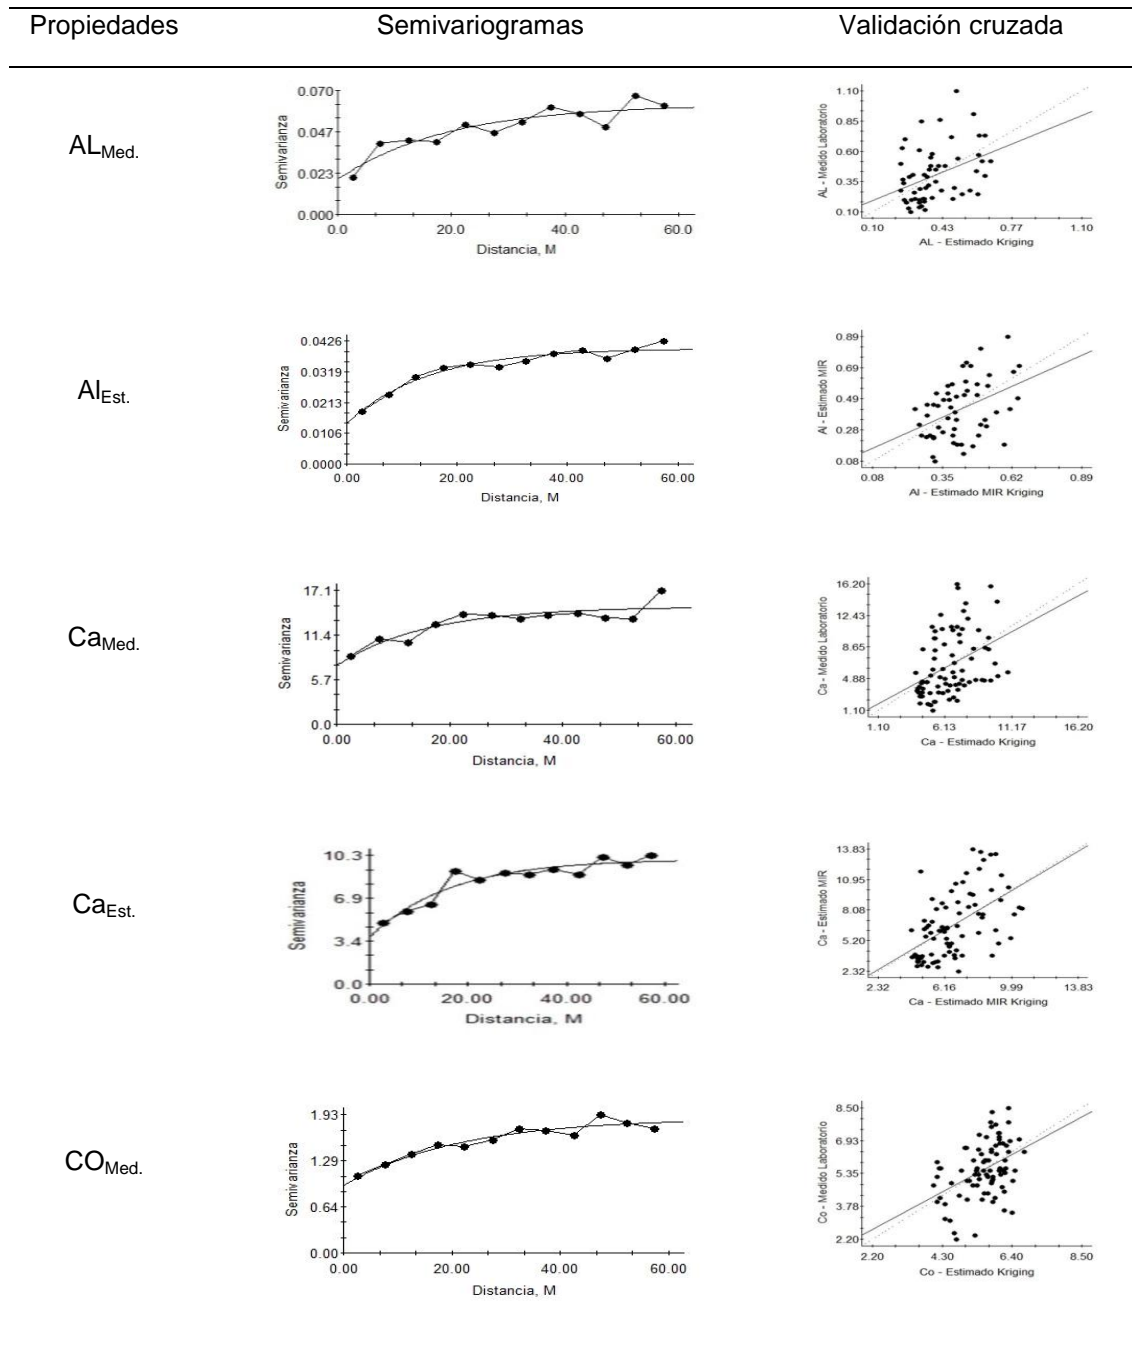 Propiedades Semivariogramas Validación cruzada
AL Med.
Semivarianza
0.070
0.047
0.023
0.000
0.0 20.0 40.0 60.0
Distancia, M
AL - Medido Laboratorio
1.10
0.85
0.60
0.35
0.10
0.10 0.43 0.77 1.10
AL - Estimado Kriging
Al Est.
Semivarianza
0.0426
0.0319
0.0213
0.0106
0.0000
0.00 20.00 40.00 60.00
Distancia, M
Al - Estimado MIR
0.89
0.69
0.49
0.28
0.08
0.08 0.35 0.62 0.89
Al - Estimado MIR Kriging
Ca Med.
Semivarianza
17.1
11.4
5.7
0.0
0.00 20.00 40.00 60.00
Distancia, M
Ca - Medido Laboratorio
16.20
12.43
8.65
4.88
1.10
1.10 6.13 11.17 16.20
Ca - Estimado Kriging
Ca Est.
Semivarianza
10.3
6.9
3.4
0.0
0.00 20.00 40.00 60.00
Distancia, M
Ca - Estimado MIR
13.83
10.95
8.08
5.20
2.32
2.32 6.16 9.99 13.83
Ca - Estimado MIR Kriging
CO Med.
Semivarianza
1.93
1.29
0.64
0.00
0.00 20.00 40.00 60.00
Distancia, M
Co - Medido Laboratorio
8.50
6.93
5.35
3.78
2.20
2.20 4.30 6.40 8.50
Co - Estimado Kriging